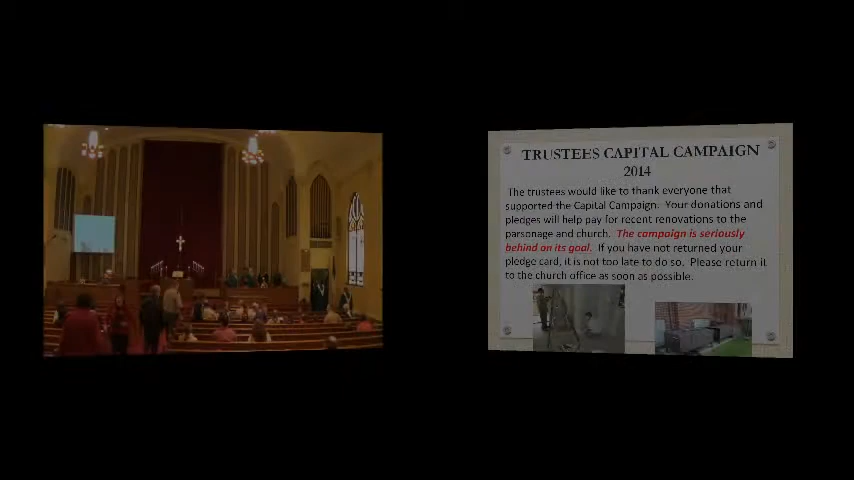 TRUSTEES CAPITAL CAMPAIGN
2014
The trustees would like to thank everyone that
supported the Capital Campaign. Your donations and
pledges will help pay for recent renovations to the
parsonage and church. The campaign is seriously
behind on its goal. If you have not returned your
pledge card, it is not too late to do so. Please return it
to the church office as soon as possible.